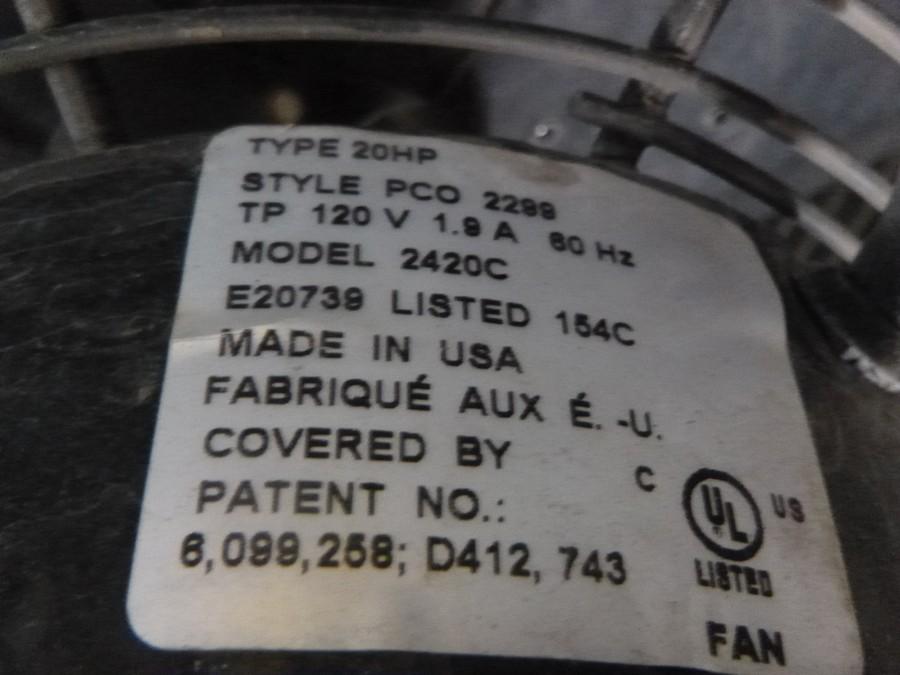 TYPE 20HP
STYLE PCO 2299
TP 120 V 1.9 A 60 Hz
MODEL 2420C
E20739 LISTED 154C
MADE IN USA
FABRIQUÉ AUX É. -U.
COVERED BY
PATENT NO.:
6,099,258; D412, 743
C UL US
LISTED
FAN